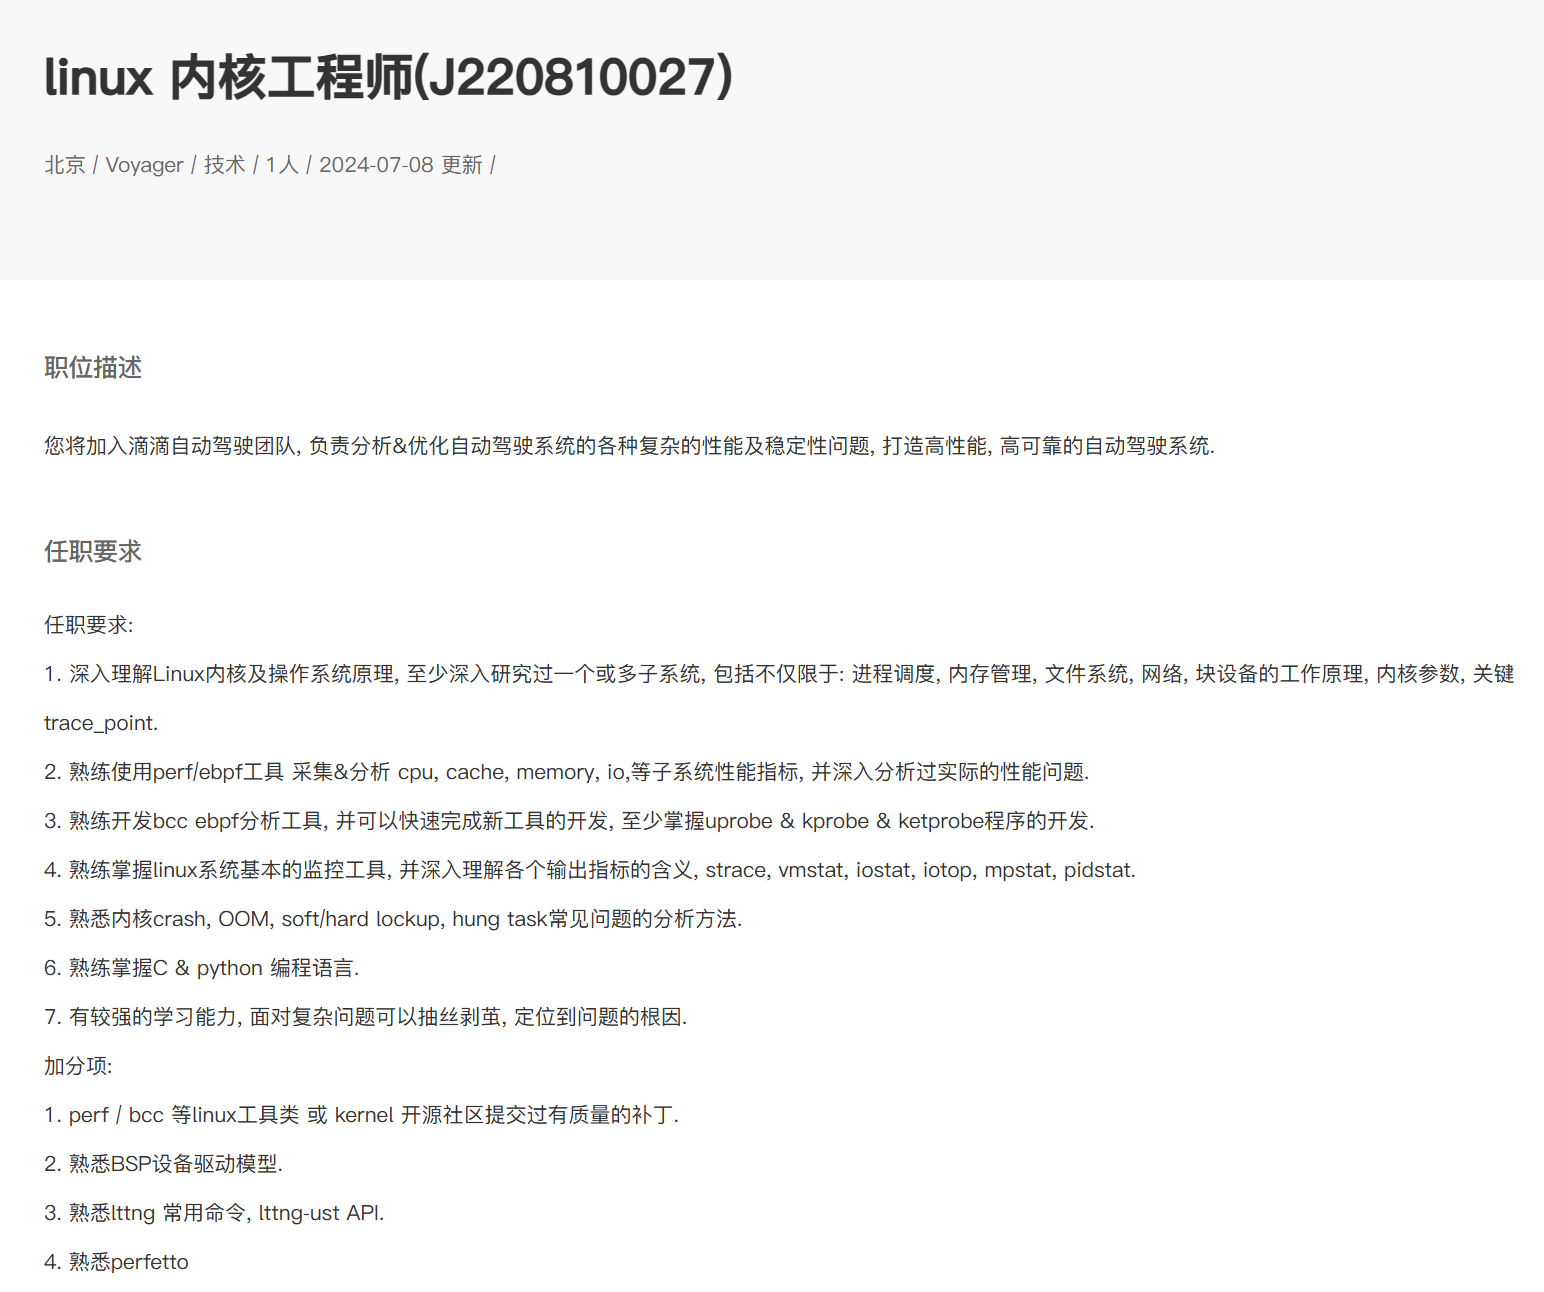 linux 内核工程师(J220810027)
北京 / Voyager / 技术 / 1人 / 2024-07-08 更新 /
职位描述
您将加入滴滴自动驾驶团队, 负责分析&优化自动驾驶系统的各种复杂的性能及稳定性问题, 打造高性能, 高可靠的自动驾驶系统.
任职要求
任职要求:
1. 深入理解Linux内核及操作系统原理, 至少深入研究过一个或多子系统, 包括不仅限于: 进程调度, 内存管理, 文件系统, 网络, 块设备的工作原理, 内核参数, 关键
trace_point.
2. 熟练使用perf/ebpf工具 采集&分析 cpu, cache, memory, io,等子系统性能指标, 并深入分析过实际的性能问题.
3. 熟练开发bcc ebpf分析工具, 并可以快速完成新工具的开发, 至少掌握uprobe & kprobe & ketprobe程序的开发.
4. 熟练掌握linux系统基本的监控工具, 并深入理解各个输出指标的含义, strace, vmstat, iostat, iotop, mpstat, pidstat.
5. 熟悉内核crash, OOM, soft/hard lockup, hung task常见问题的分析方法.
6. 熟练掌握C & python 编程语言.
7. 有较强的学习能力, 面对复杂问题可以抽丝剥茧, 定位到问题的根因.
加分项:
1. perf / bcc 等linux工具类 或 kernel 开源社区提交过有质量的补丁.
2. 熟悉BSP设备驱动模型.
3. 熟悉lttng 常用命令, lttng-ust API.
4. 熟悉perfetto